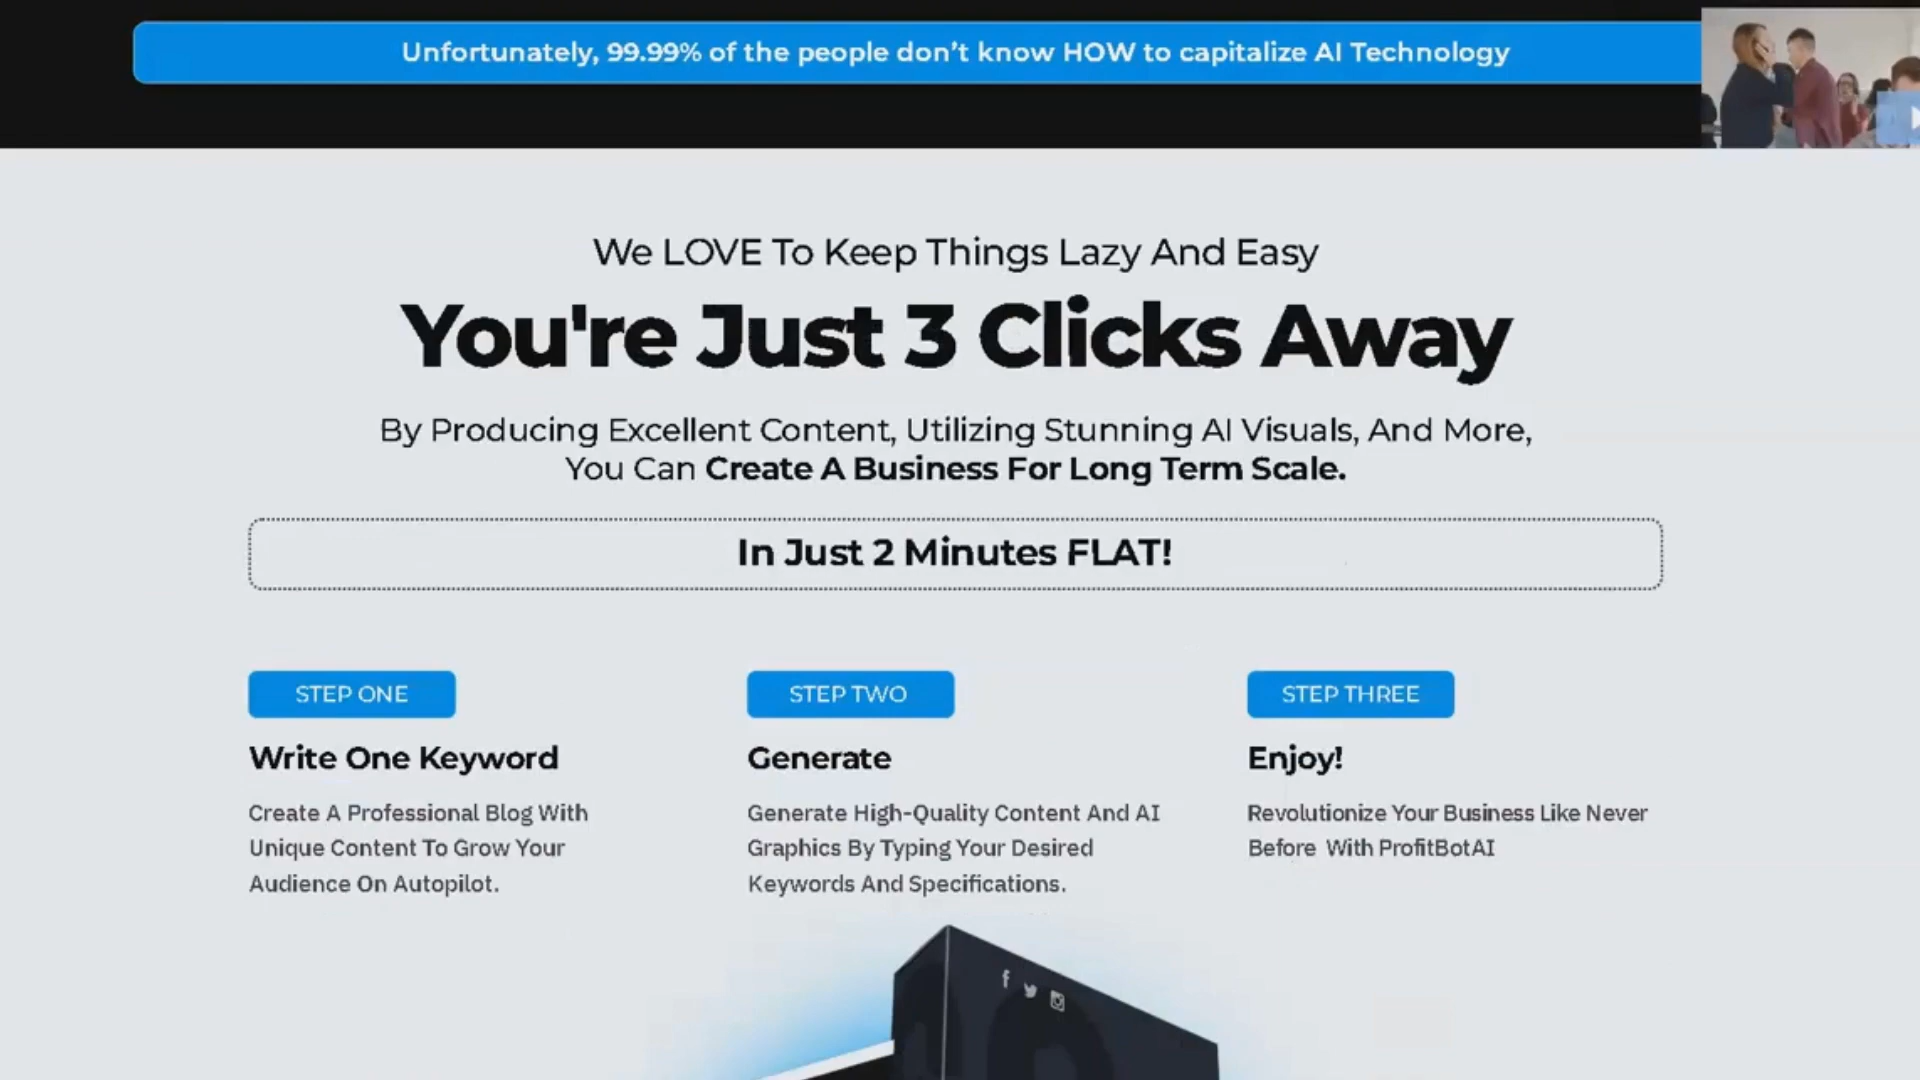 Unfortunately, 99.99% of the people don't know HOW to capitalize AI Technology
We LOVE To Keep Things Lazy And Easy
You're Just 3 Clicks Away
By Producing Excellent Content, Utilizing Stunning AI Visuals, And More,
You Can Create A Business For Long Term Scale.
In Just 2 Minutes FLAT!
STEP ONE
Write One Keyword
Create A Professional Blog With
Unique Content To Grow Your
Audience On Autopilot.
STEP TWO
Generate
Generate High-Quality Content And AI
Graphics By Typing Your Desired
Keywords And Specifications.
STEP THREE
Enjoy!
Revolutionize Your Business Like Never
Before With ProfitBotAI